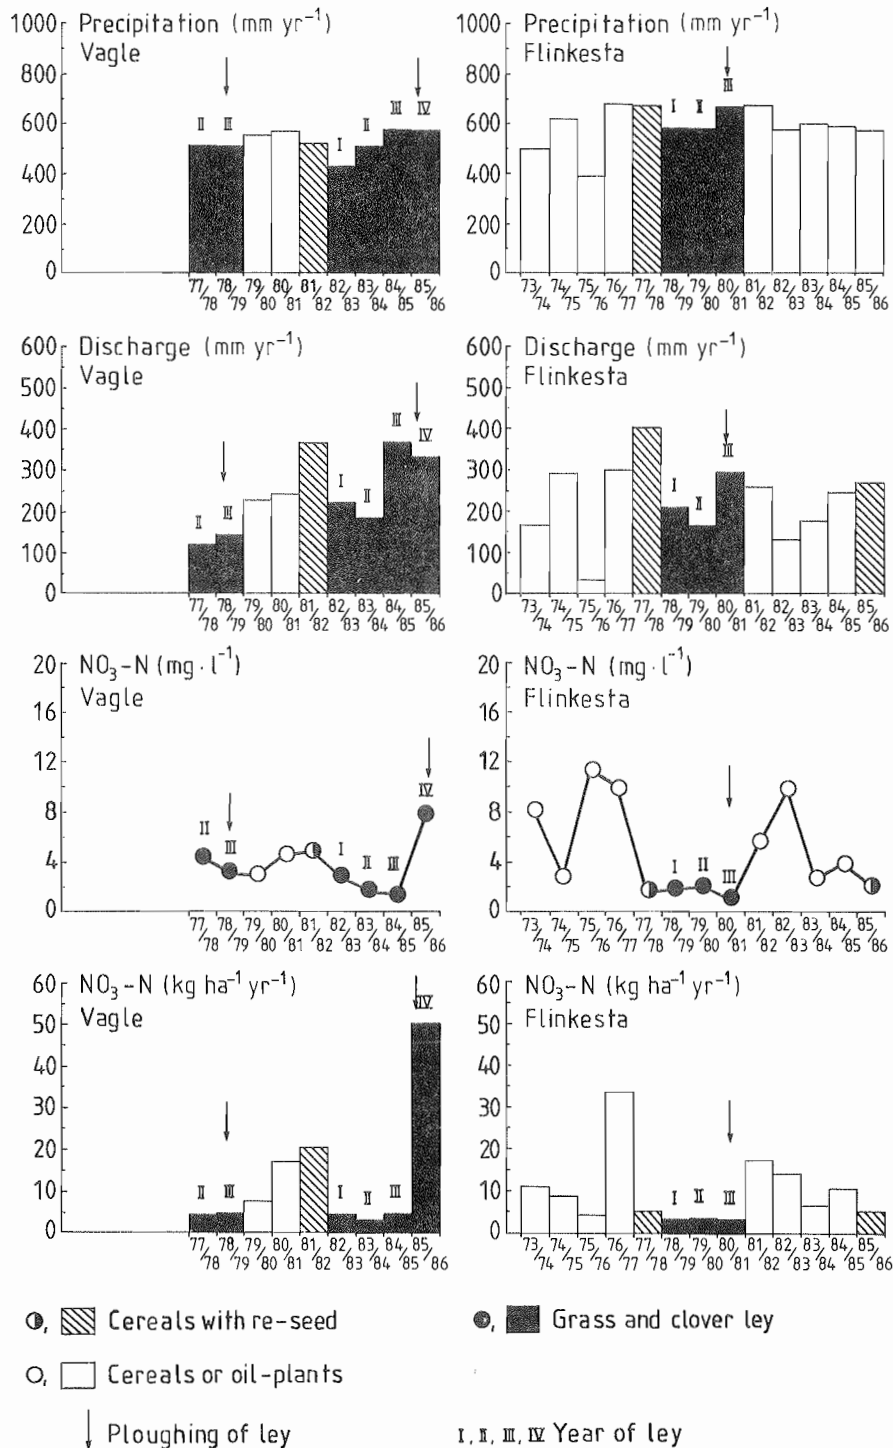 Precipitation (mm yr⁻¹)
Vagle
1000
800
600
400
200
0
II III I II III IV
77/78 78/79 79/80 80/81 81/82 82/83 83/84 84/85 85/86
Precipitation (mm yr⁻¹)
Flinkesta
1000
800
600
400
200
0
I II III
73/74 74/75 75/76 76/77 77/78 78/79 79/80 80/81 81/82 82/83 83/84 84/85 85/86
Discharge (mm yr⁻¹)
Vagle
600
500
400
300
200
100
0
I III I II III IV
77/78 78/79 79/80 80/81 81/82 82/83 83/84 84/85 85/86
Discharge (mm yr⁻¹)
Flinkesta
600
500
400
300
200
100
0
I II III
73/74 74/75 75/76 76/77 77/78 78/79 79/80 80/81 81/82 82/83 83/84 84/85 85/86
NO₃-N (mg · l⁻¹)
Vagle
20
16
12
8
4
0
II III I II III IV
77/78 78/79 79/80 80/81 81/82 82/83 83/84 84/85 85/86
NO₃-N (mg · l⁻¹)
Flinkesta
20
16
12
8
4
0
I II III
73/74 74/75 75/76 76/77 77/78 78/79 79/80 80/81 81/82 82/83 83/84 84/85 85/86
NO₃-N (kg ha⁻¹ yr⁻¹)
Vagle
60
50
40
30
20
10
0
II III I II III IV
77/78 78/79 79/80 80/81 81/82 82/83 83/84 84/85 85/86
NO₃-N (kg ha⁻¹ yr⁻¹)
Flinkesta
60
50
40
30
20
10
0
I II III
73/74 74/75 75/76 76/77 77/78 78/79 79/80 80/81 81/82 82/83 83/84 84/85 85/86
Cereals with re-seed
Grass and clover ley
Cereals or oil-plants
Ploughing of ley
I, II, III, IV Year of ley